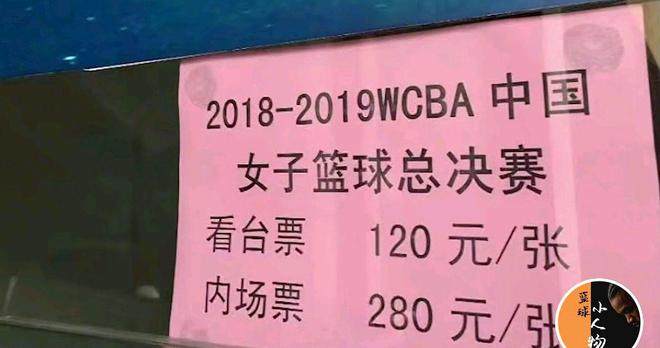 2018-2019WCBA 中国
女子篮球总决赛
看台票 120 元/张
内场票 280 元/张
篮球
小人物